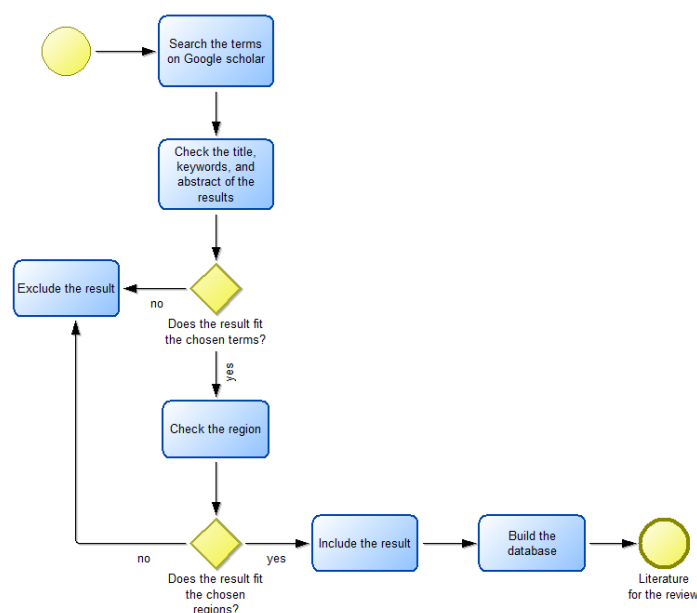 Search the terms
on Google scholar
Check the title,
keywords, and
abstract of the
results
Exclude the result
no
Does the result fit
the chosen terms?
yes
Check the region
no
yes
Does the result fit
the chosen
regions?
Include the result
Build the
database
Literature
for the review